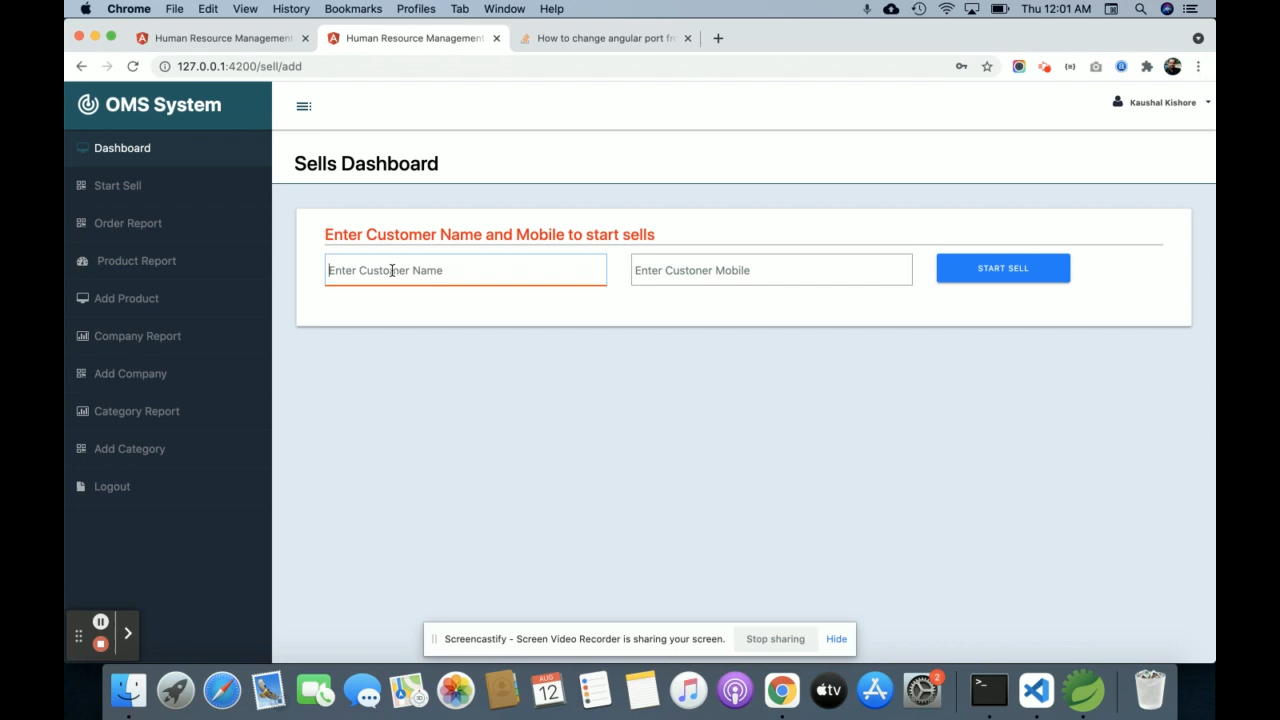 Chrome File Edit View History Bookmarks Profiles Tab Window Help Thu 12:01 AM
Human Resource Management Human Resource Management How to change angular port fr
127.0.0.1:4200/sell/add
OMS System
Kaushal Kishore
Dashboard
Sells Dashboard
Start Sell
Order Report
Product Report
Add Product
Company Report
Add Company
Category Report
Add Category
Logout
Enter Customer Name and Mobile to start sells
Enter Customer Name Enter Custoner Mobile START SELL
Screencastify - Screen Video Recorder is sharing your screen. Stop sharing Hide
AUG
12
tv
2